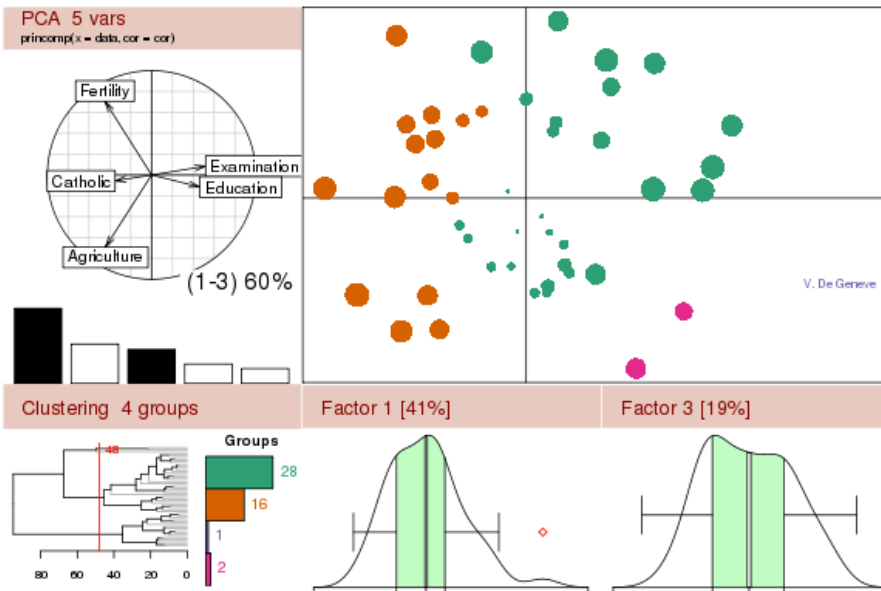 PCA 5 vars
princomp(x = data, cor = cor)
Fertility
Examination
Catholic
Education
Agriculture
(1-3) 60%
V. De Geneve
Clustering 4 groups
Factor 1 [41%]
Factor 3 [19%]
48
Groups
28
16
1
2
80 60 40 20 0